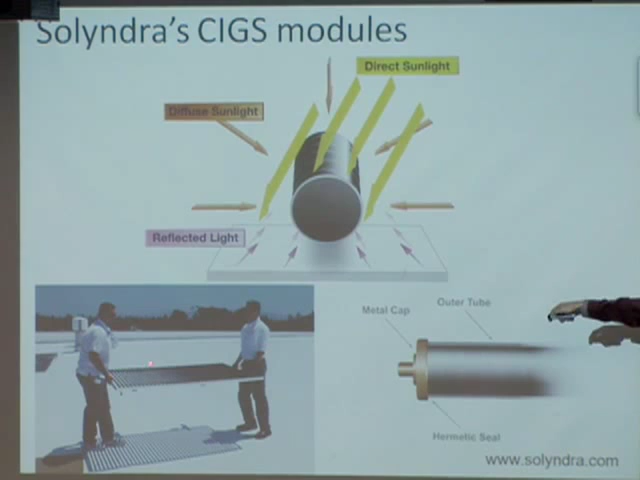 Solyndra's CIGS modules
Direct Sunlight
Diffuse Sunlight
Reflected Light
Metal Cap
Outer Tube
Hermetic Seal
www.solyndra.com